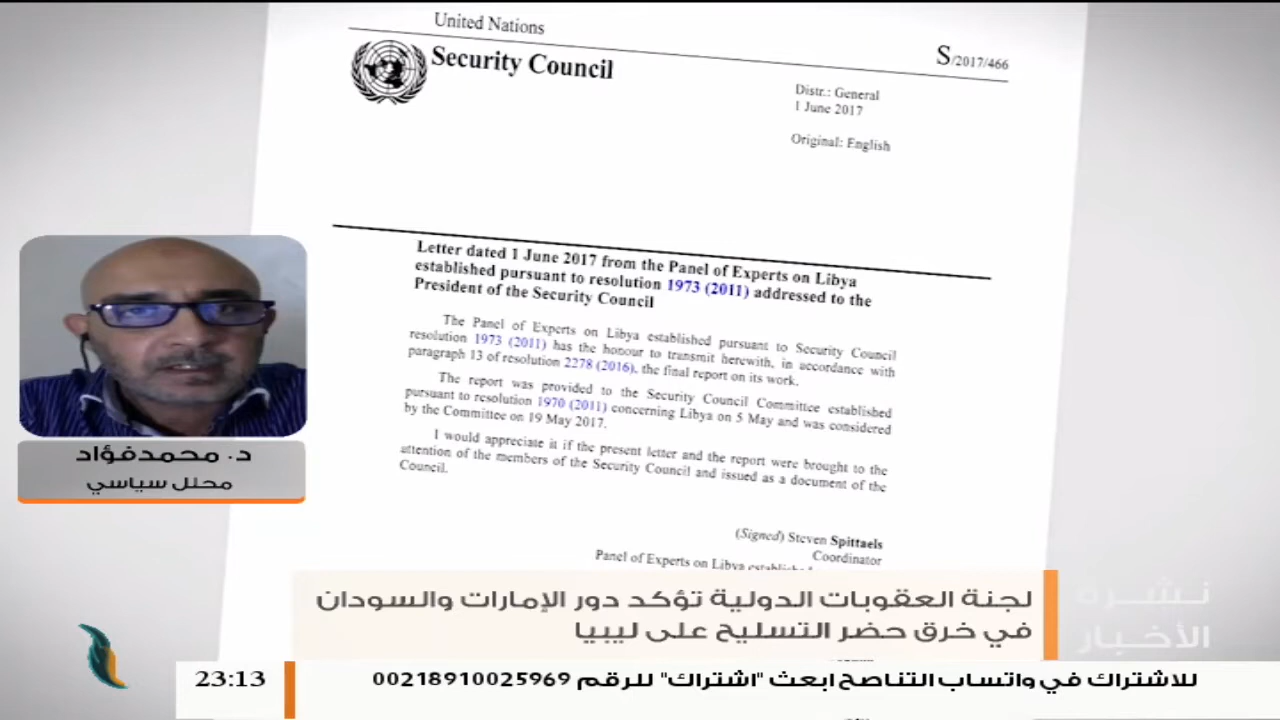 United Nations
S/2017/466
Security Council
Distr.: General
1 June 2017
Original: English
Letter dated 1 June 2017 from the Panel of Experts on Libya
established pursuant to resolution 1973 (2011) addressed to the
President of the Security Council
The Panel of Experts on Libya established pursuant to Security Council
resolution 1973 (2011) has the honour to transmit herewith, in accordance with
paragraph 13 of resolution 2278 (2016), the final report on its work.
The report was provided to the Security Council Committee established
pursuant to resolution 1970 (2011) concerning Libya on 5 May and was considered
by the Committee on 19 May 2017.
I would appreciate it if the present letter and the report were brought to the
attention of the members of the Security Council and issued as a document of the
Council.
(Signed) Steven Spittaels
Coordinator
Panel of Experts on Libya
د. محمدفؤاد
محلل سياسي
نشرة
الأخبار
لجنة العقوبات الدولية تؤكد دور الإمارات والسودان
في خرق حضر التسليح على ليبيا
للاشتراك في واتساب التناصح ابعث "اشتراك" للرقم 00218910025969
23:13